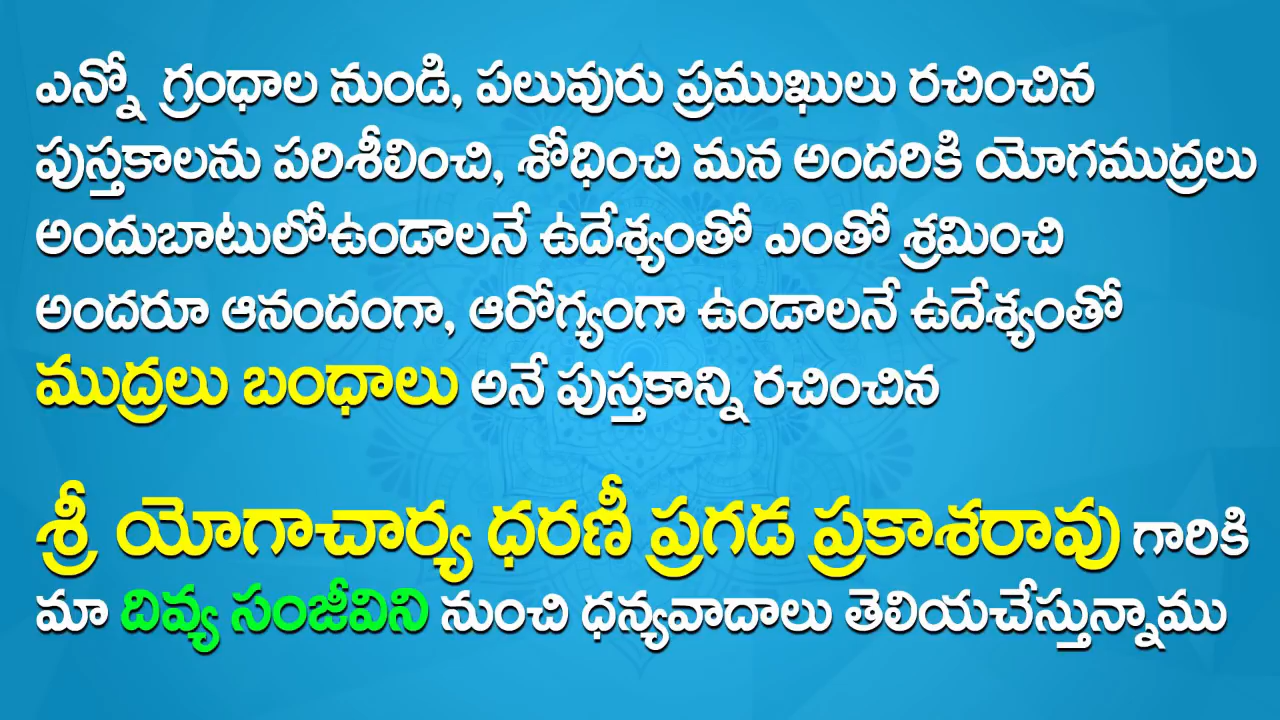 ఎన్నో గ్రంధాల నుండి, పలువురు ప్రముఖులు రచించిన
పుస్తకాలను పరిశీలించి, శోధించి మన అందరికి యోగముద్రలు
అందుబాటులోఉండాలనే ఉదేశ్యంతో ఎంతో శ్రమించి
అందరూ ఆనందంగా, ఆరోగ్యంగా ఉండాలనే ఉదేశ్యంతో
ముద్రలు బంధాలు అనే పుస్తకాన్ని రచించిన
శ్రీ యోగాచార్య ధరణీ ప్రగడ ప్రకాశరావు గారికి
మా దివ్య సంజీవిని నుంచి ధన్యవాదాలు తెలియచేస్తున్నాము